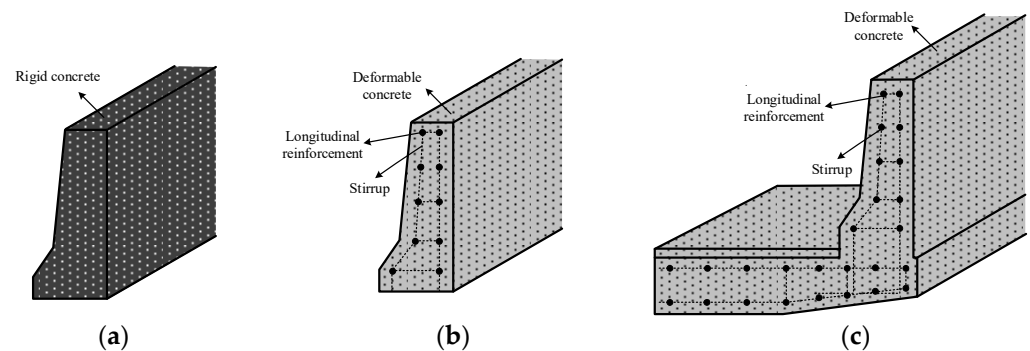 Rigid concrete
Deformable
concrete
Longitudinal
reinforcement
Stirrup
Deformable
concrete
Longitudinal
reinforcement
Stirrup
(a)
(b)
(c)